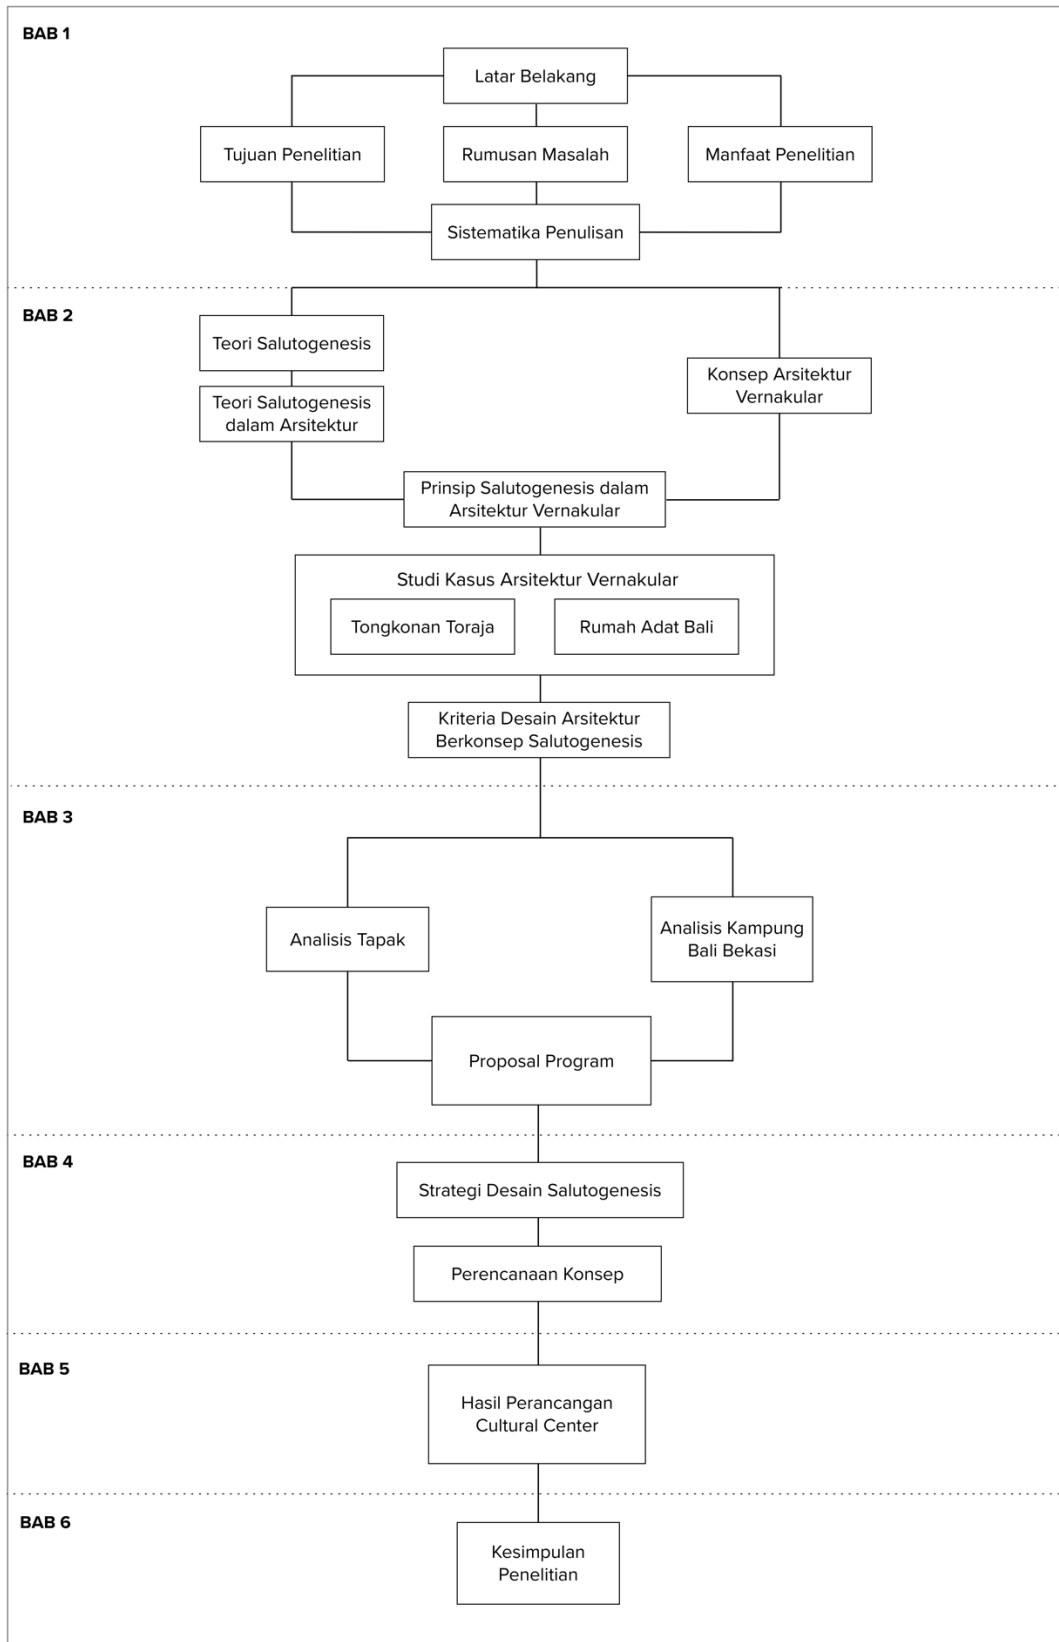 BAB 1
Latar Belakang
Tujuan Penelitian
Rumusan Masalah
Manfaat Penelitian
Sistematika Penulisan
BAB 2
Teori Salutogenesis
Teori Salutogenesis
dalam Arsitektur
Konsep Arsitektur
Vernakular
Prinsip Salutogenesis dalam
Arsitektur Vernakular
Studi Kasus Arsitektur Vernakular
Tongkonan Toraja
Rumah Adat Bali
Kriteria Desain Arsitektur
Berkonsep Salutogenesis
BAB 3
Analisis Tapak
Analisis Kampung
Bali Bekasi
Proposal Program
BAB 4
Strategi Desain Salutogenesis
Perencanaan Konsep
BAB 5
Hasil Perancangan
Cultural Center
BAB 6
Kesimpulan
Penelitian